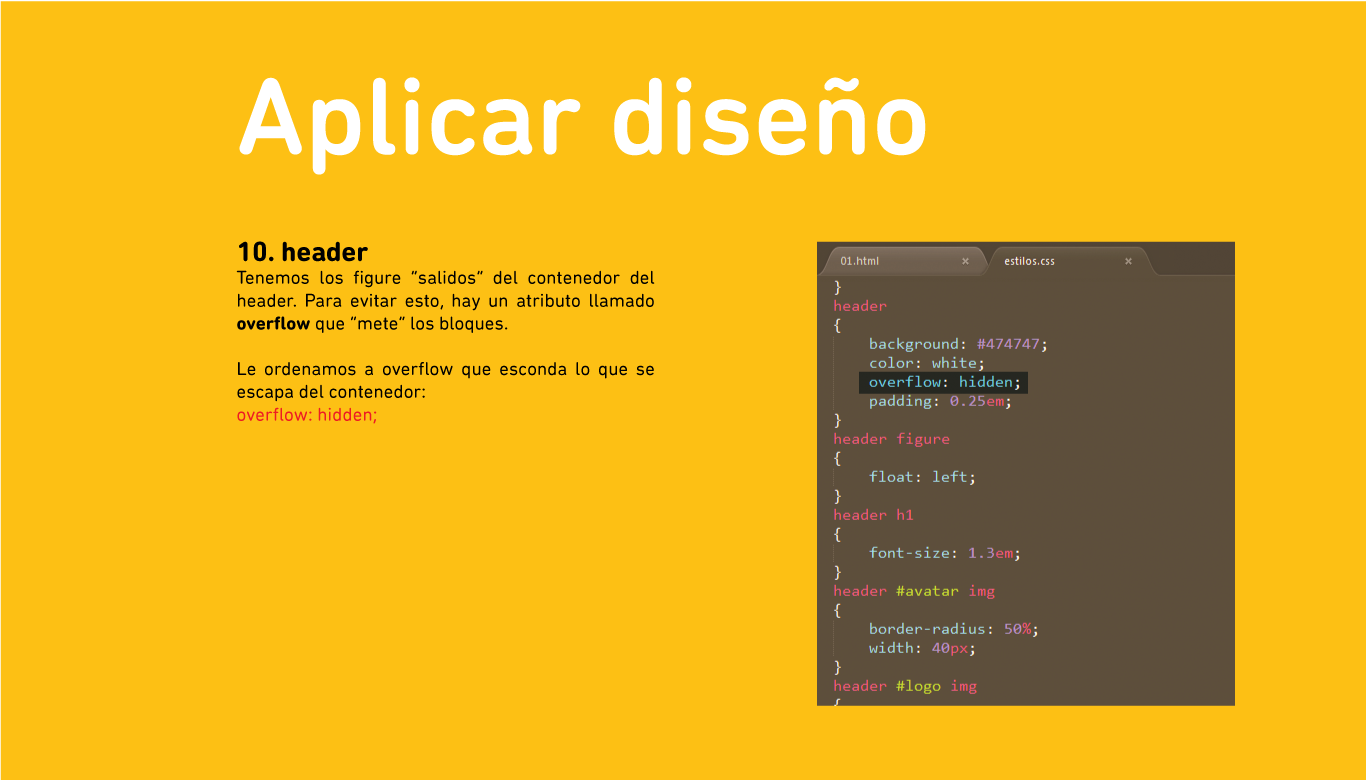 Aplicar diseño
10. header
Tenemos los figure “salidos” del contenedor del
header. Para evitar esto, hay un atributo llamado
overflow que “mete” los bloques.
Le ordenamos a overflow que esconda lo que se
escapa del contenedor:
overflow: hidden;
01.html × estilos.css ×
}
header
{
background: #474747;
color: white;
overflow: hidden;
padding: 0.25em;
}
header figure
{
float: left;
}
header h1
{
font-size: 1.3em;
}
header #avatar img
{
border-radius: 50%;
width: 40px;
}
header #logo img
{